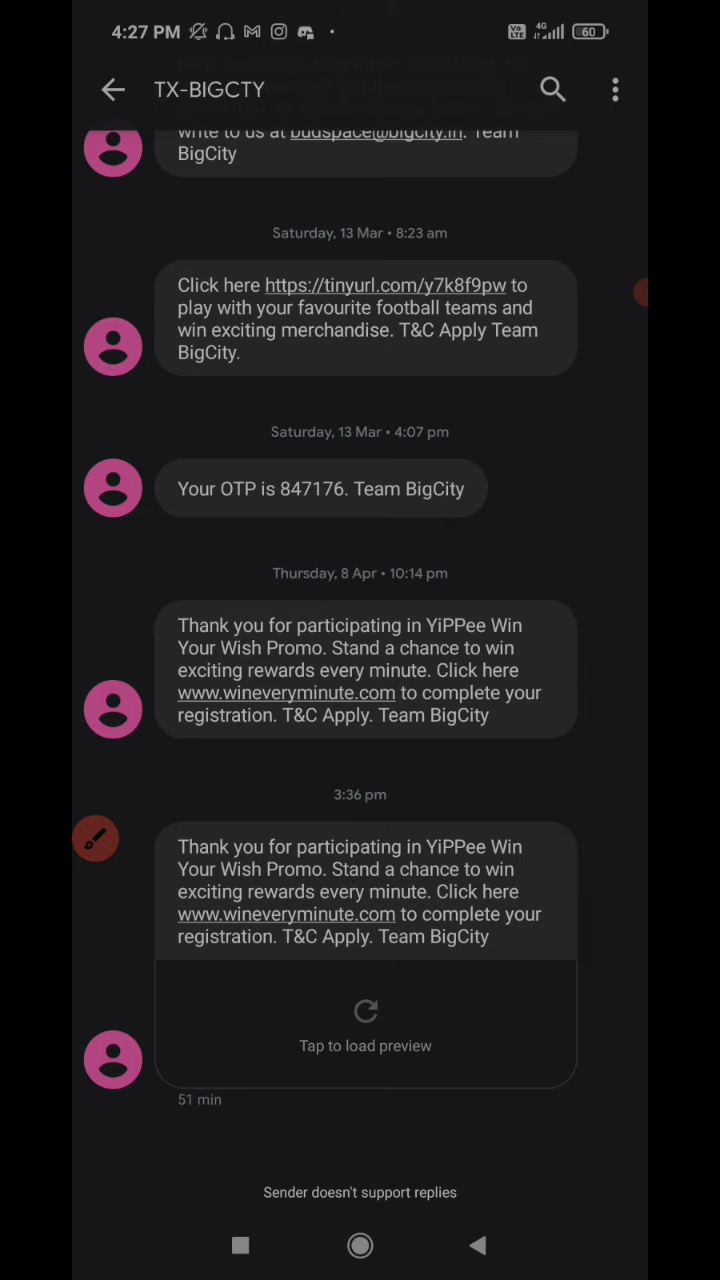 4:27 PM
4G
60
TX-BIGCTY
write to us at budspace@bigcity.in. Team
BigCity
Saturday, 13 Mar • 8:23 am
Click here https://tinyurl.com/y7k8f9pw to
play with your favourite football teams and
win exciting merchandise. T&C Apply Team
BigCity.
Saturday, 13 Mar • 4:07 pm
Your OTP is 847176. Team BigCity
Thursday, 8 Apr • 10:14 pm
Thank you for participating in YiPPee Win
Your Wish Promo. Stand a chance to win
exciting rewards every minute. Click here
www.wineveryminute.com to complete your
registration. T&C Apply. Team BigCity
3:36 pm
Thank you for participating in YiPPee Win
Your Wish Promo. Stand a chance to win
exciting rewards every minute. Click here
www.wineveryminute.com to complete your
registration. T&C Apply. Team BigCity
Tap to load preview
51 min
Sender doesn't support replies